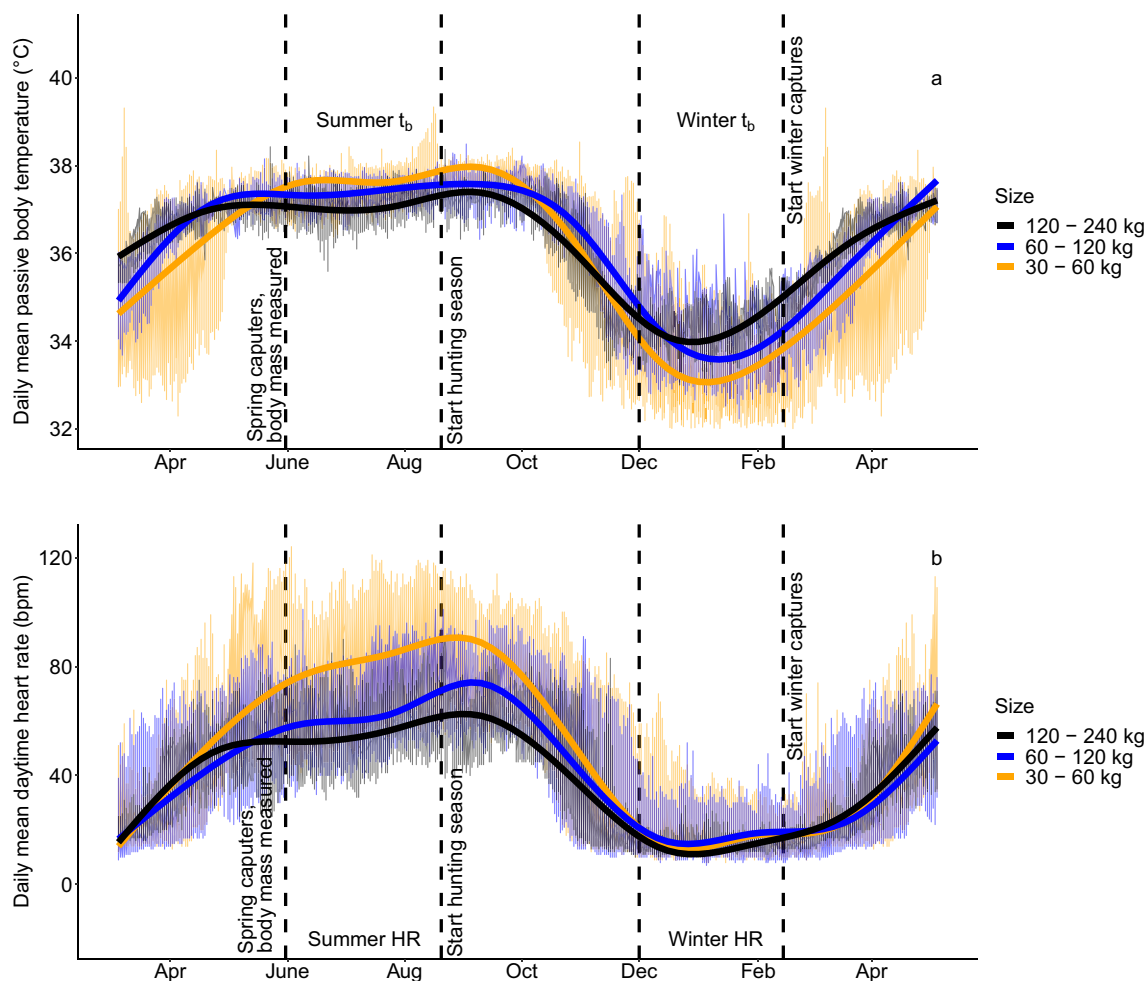 a
Daily mean passive body temperature (°C)
40
38
36
34
32
Summer tb
Winter tb
Spring caputers,
body mass measured
Start hunting season
Start winter captures
Apr
June
Aug
Oct
Dec
Feb
Apr
Size
120 – 240 kg
60 – 120 kg
30 – 60 kg
b
Daily mean daytime heart rate (bpm)
120
80
40
0
Spring caputers,
body mass measured
Start hunting season
Start winter captures
Summer HR
Winter HR
Apr
June
Aug
Oct
Dec
Feb
Apr
Size
120 – 240 kg
60 – 120 kg
30 – 60 kg